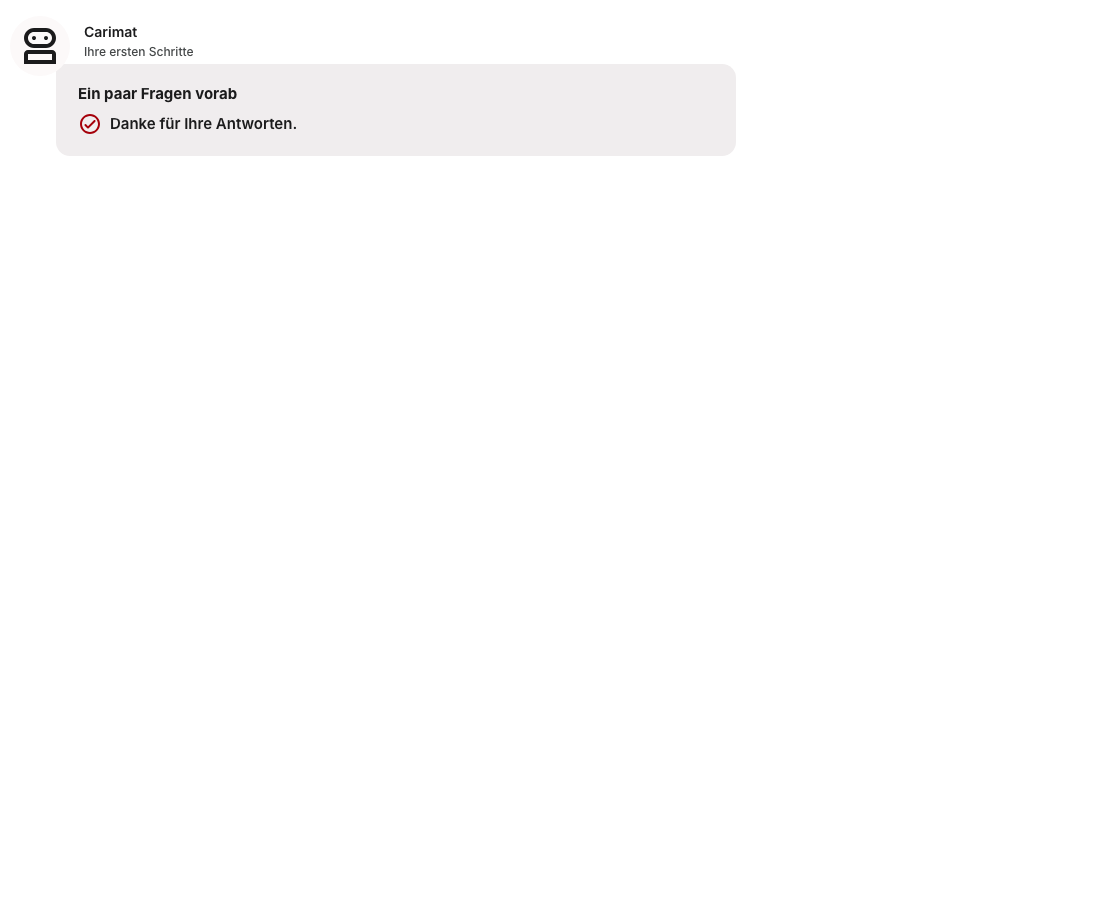 Carimat
Ihre ersten Schritte
Ein paar Fragen vorab
Danke für Ihre Antworten.